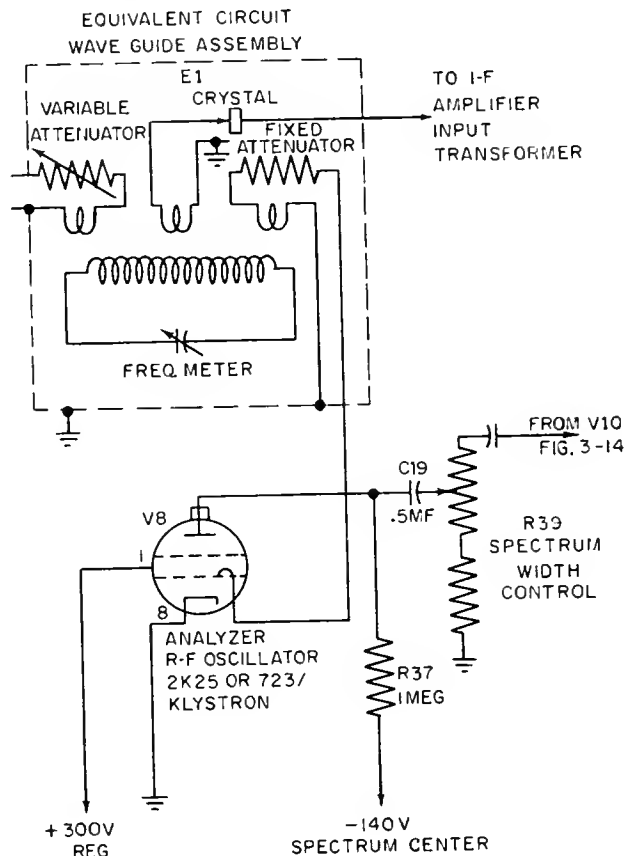 EQUIVALENT CIRCUIT
WAVE GUIDE ASSEMBLY
E1
CRYSTAL
VARIABLE
ATTENUATOR
FIXED
ATTENUATOR
TO I-F
AMPLIFIER
INPUT
TRANSFORMER
FREQ. METER
FROM V10
FIG. 3-14
C19
.5MF
R39
SPECTRUM
WIDTH
CONTROL
V8
1
8
ANALYZER
R-F OSCILLATOR
2K25 OR 723/
KLYSTRON
R37
1MEG
+300V
REG
-140V
SPECTRUM CENTER